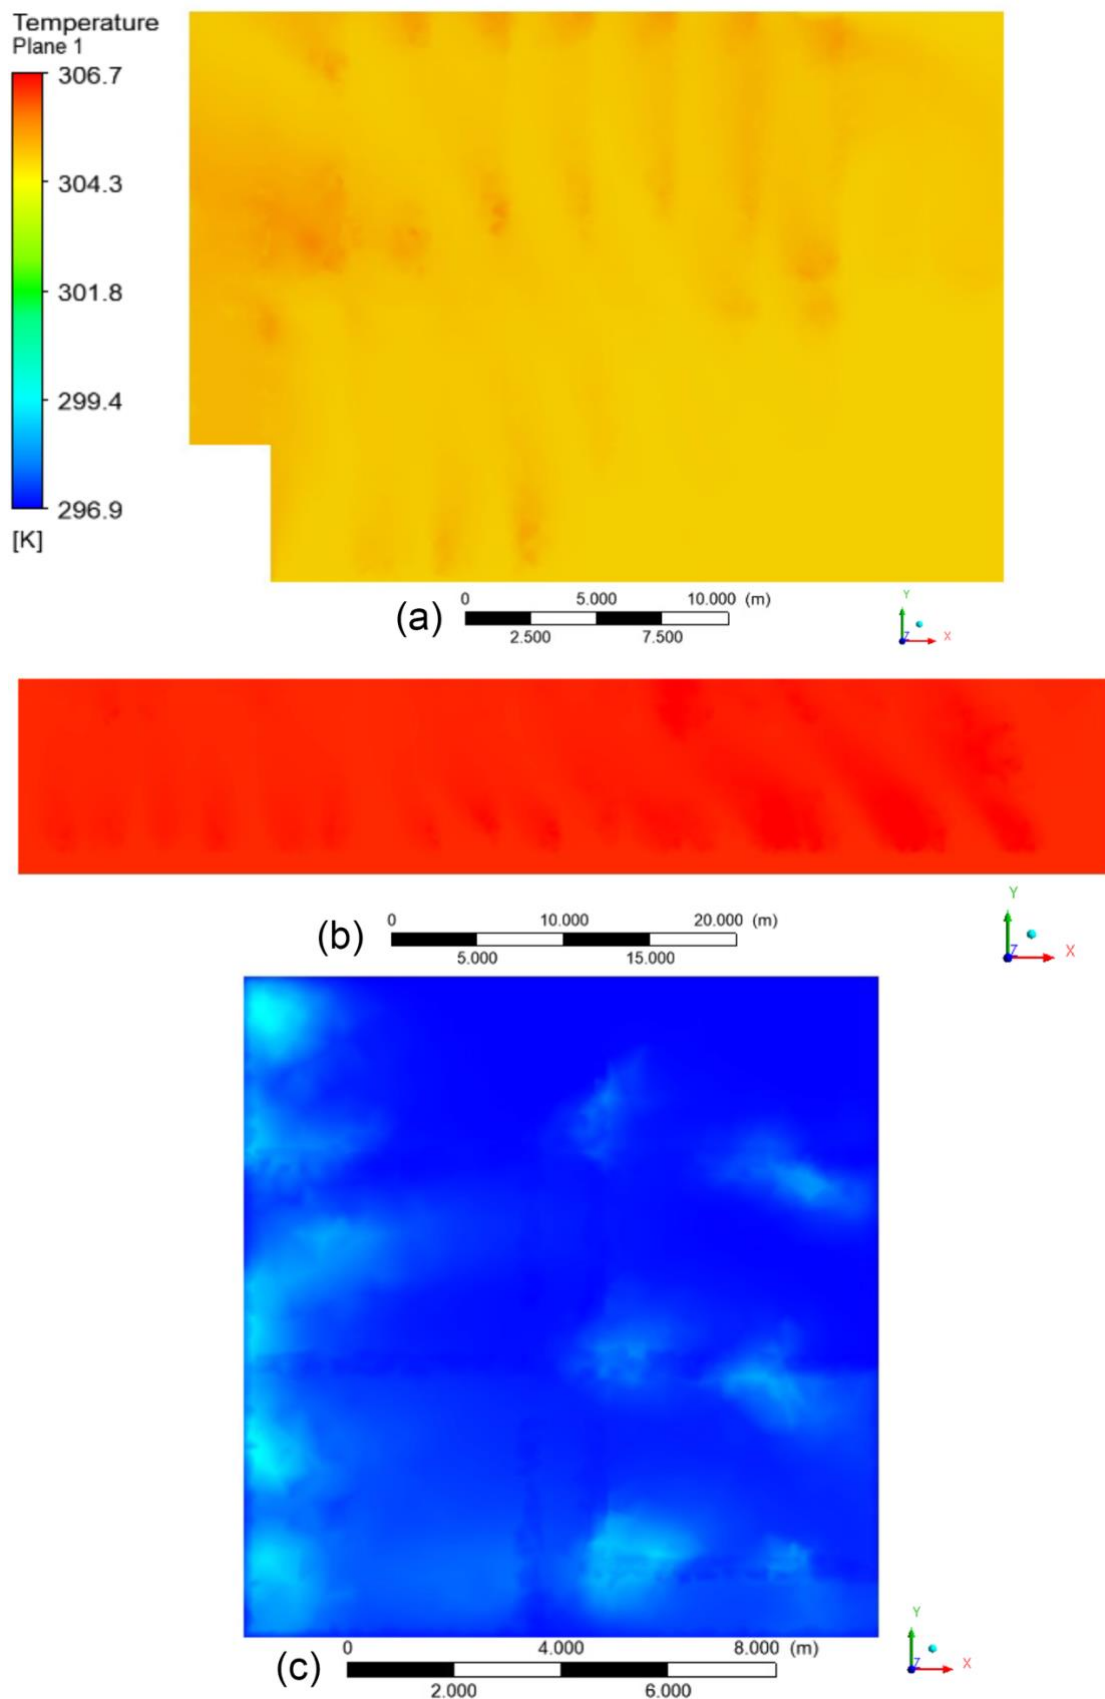 Temperature
Plane 1
306.7
304.3
301.8
299.4
296.9
[K]
(a)
0 5.000 10.000 (m)
2.500 7.500
Y
Z X
(b)
0 10.000 20.000 (m)
5.000 15.000
Y
Z X
(c)
0 4.000 8.000 (m)
2.000 6.000
Y
Z X